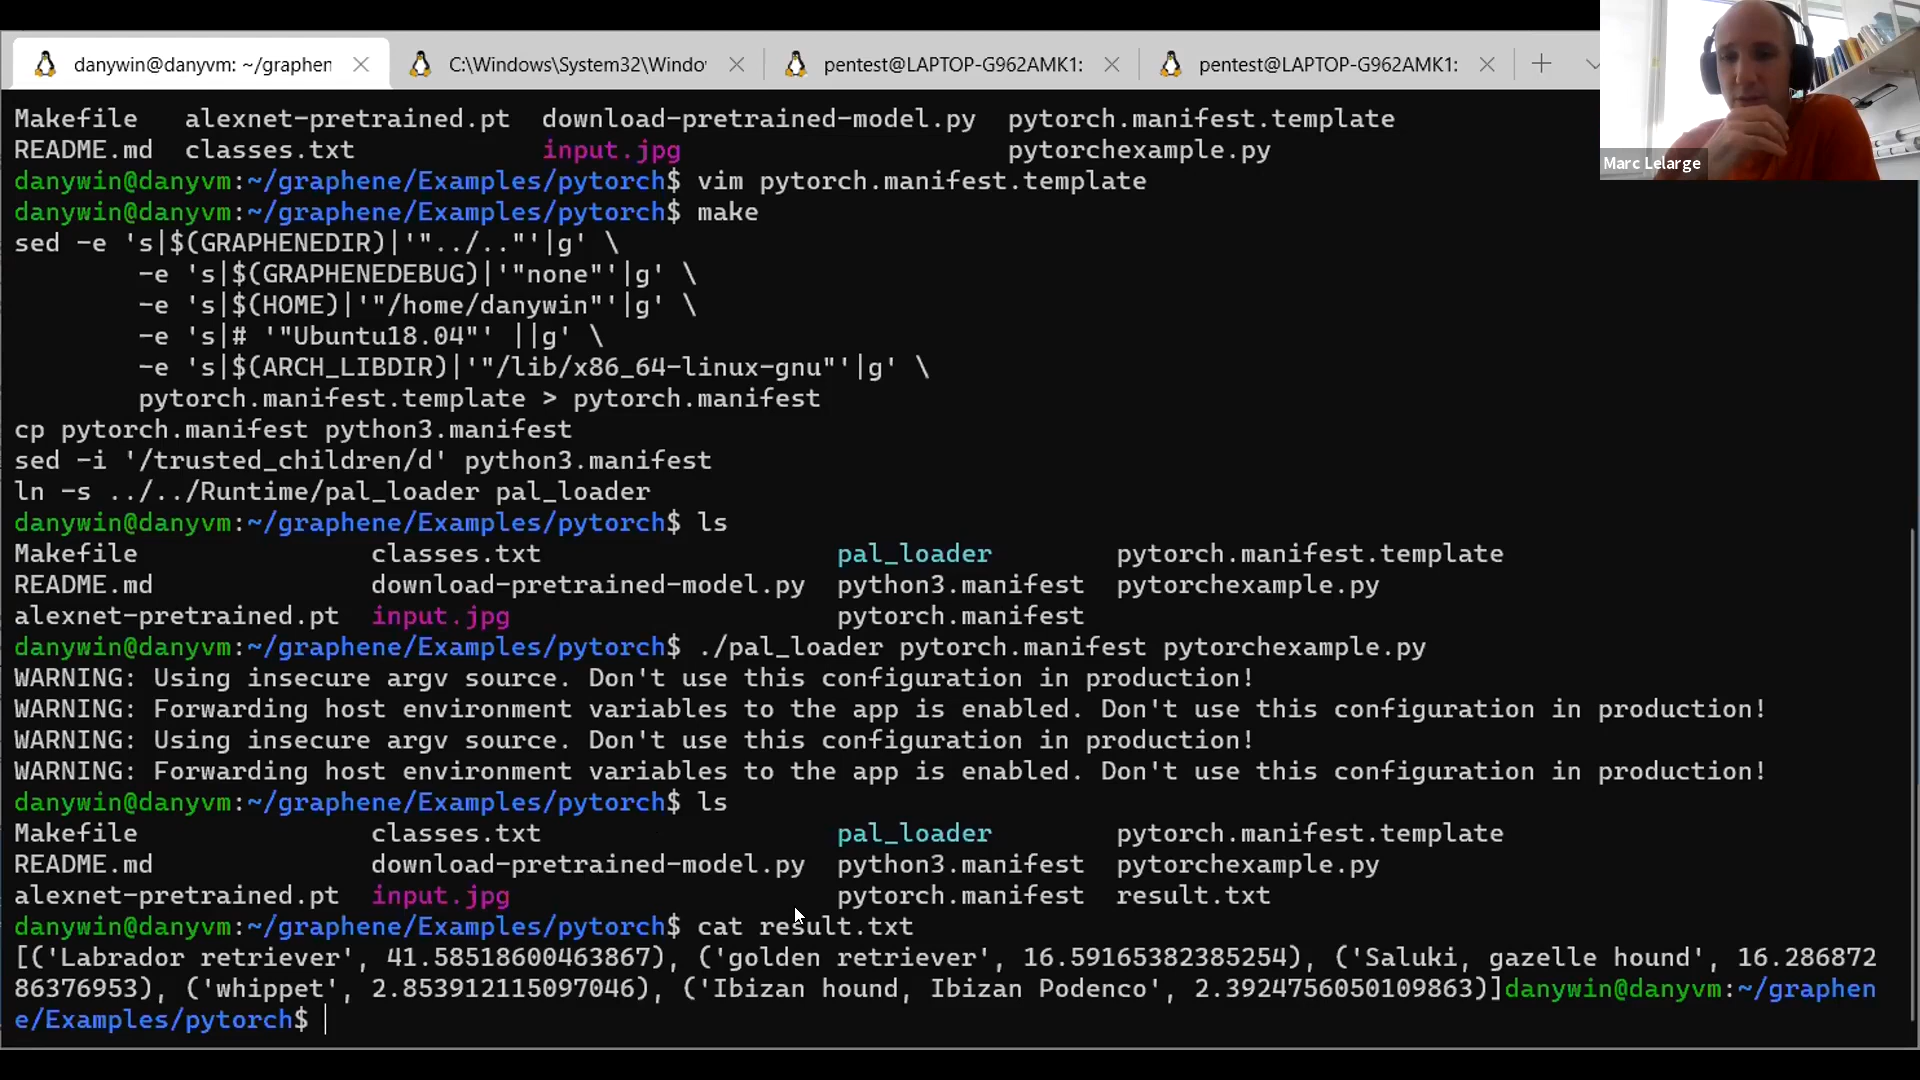 danywin@danyvm: ~/graphen
C:\Windows\System32\Windo
pentest@LAPTOP-G962AMK1:
pentest@LAPTOP-G962AMK1:
Marc Lelarge
Makefile alexnet-pretrained.pt download-pretrained-model.py pytorch.manifest.template
README.md classes.txt input.jpg pytorchexample.py
danywin@danyvm:~/graphene/Examples/pytorch$ vim pytorch.manifest.template
danywin@danyvm:~/graphene/Examples/pytorch$ make
sed -e 's|$(GRAPHENEDIR)|'"../.."'|g' \
-e 's|$(GRAPHENEDEBUG)|'"none"'|g' \
-e 's|$(HOME)|'"/home/danywin"'|g' \
-e 's|# '"Ubuntu18.04"' ||g' \
-e 's|$(ARCH_LIBDIR)|'"/lib/x86_64-linux-gnu"'|g' \
pytorch.manifest.template > pytorch.manifest
cp pytorch.manifest python3.manifest
sed -i '/trusted_children/d' python3.manifest
ln -s ../../Runtime/pal_loader pal_loader
danywin@danyvm:~/graphene/Examples/pytorch$ ls
Makefile classes.txt pal_loader pytorch.manifest.template
README.md download-pretrained-model.py python3.manifest pytorchexample.py
alexnet-pretrained.pt input.jpg pytorch.manifest
danywin@danyvm:~/graphene/Examples/pytorch$ ./pal_loader pytorch.manifest pytorchexample.py
WARNING: Using insecure argv source. Don't use this configuration in production!
WARNING: Forwarding host environment variables to the app is enabled. Don't use this configuration in production!
WARNING: Using insecure argv source. Don't use this configuration in production!
WARNING: Forwarding host environment variables to the app is enabled. Don't use this configuration in production!
danywin@danyvm:~/graphene/Examples/pytorch$ ls
Makefile classes.txt pal_loader pytorch.manifest.template
README.md download-pretrained-model.py python3.manifest pytorchexample.py
alexnet-pretrained.pt input.jpg pytorch.manifest result.txt
danywin@danyvm:~/graphene/Examples/pytorch$ cat result.txt
[('Labrador retriever', 41.58518600463867), ('golden retriever', 16.59165382385254), ('Saluki, gazelle hound', 16.286872
86376953), ('whippet', 2.853912115097046), ('Ibizan hound, Ibizan Podenco', 2.3924756050109863)]danywin@danyvm:~/graphen
e/Examples/pytorch$